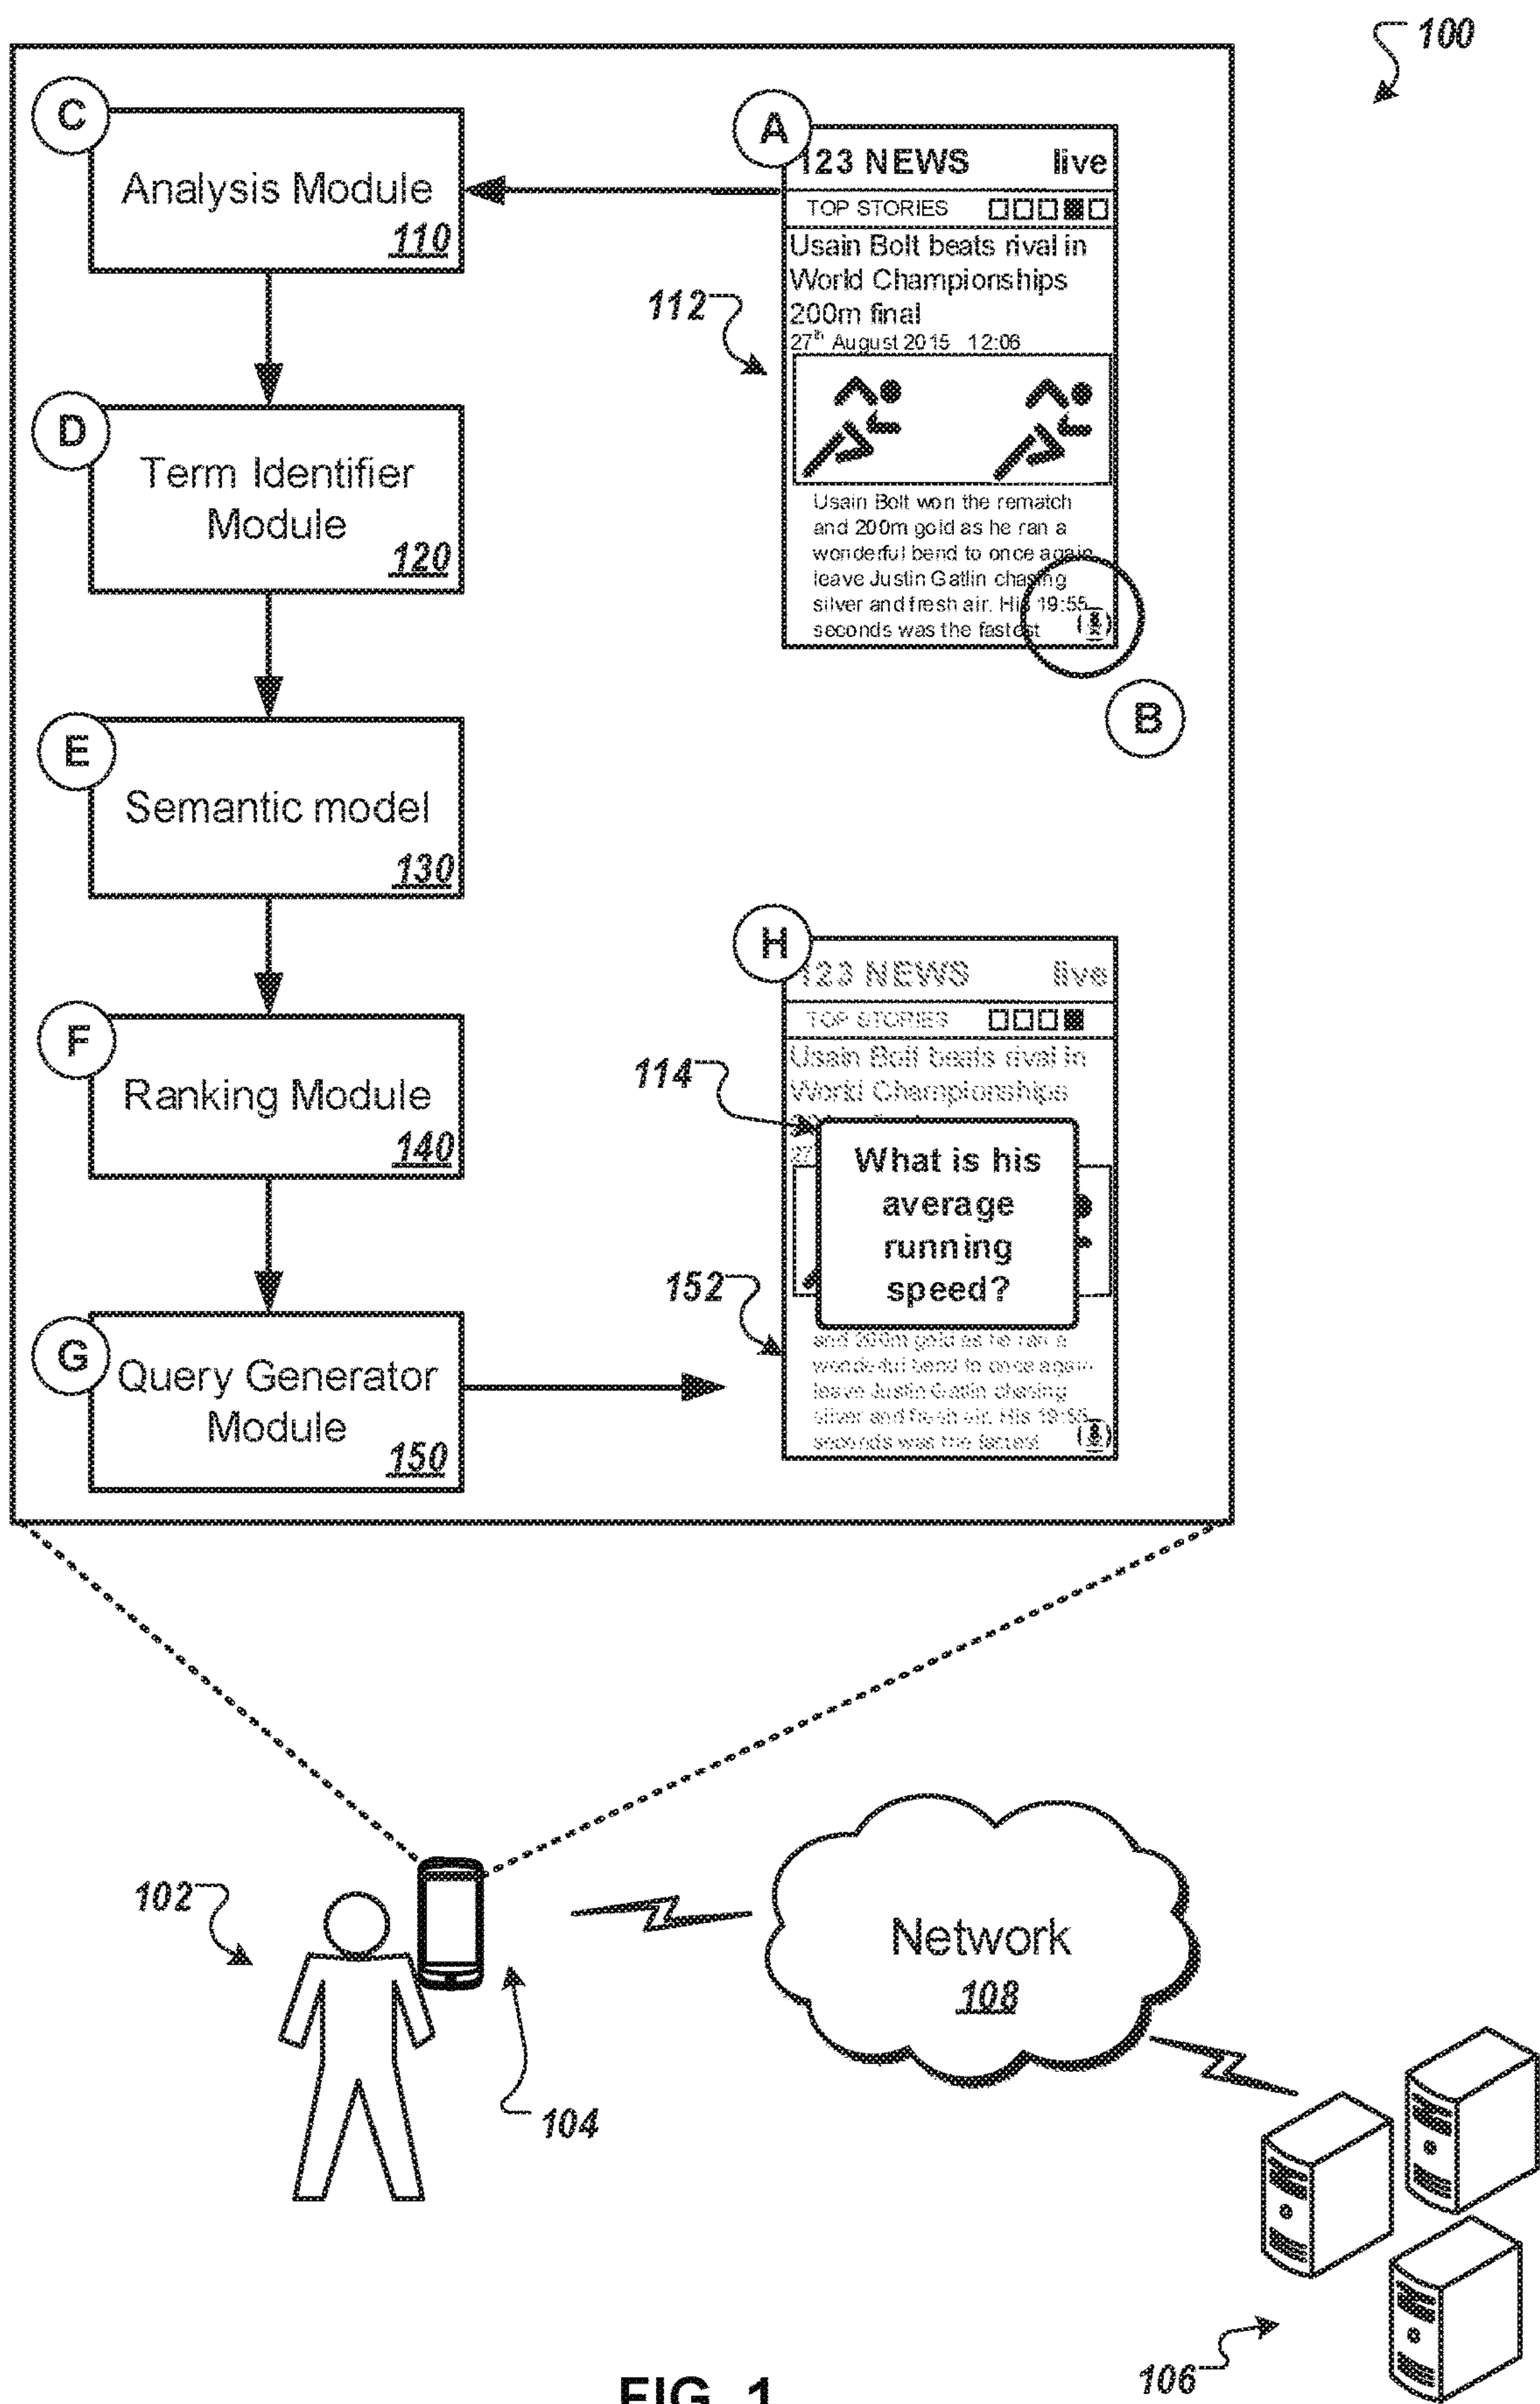 100
C
Analysis Module
110
A
123 NEWS live
TOP STORIES
Usain Bolt beats rival in
World Championships
200m final
27th August 2015 12:06
112
Usain Bolt won the rematch
and 200m gold as he ran a
wonderful bend to once again
leave Justin Gatlin chasing
silver and fresh air. His 19:55
seconds was the fastest
B
D
Term Identifier
Module
120
E
Semantic model
130
F
Ranking Module
140
G
Query Generator
Module
150
H
123 NEWS live
TOP STORIES
Usain Bolt beats rival in
World Championships
27
114
What is his
average
running
speed?
152
and 200m gold as he ran a
wonderful bend to once again
leave Justin Gatlin chasing
silver and fresh air. His 19:55
seconds was the fastest
102
104
Network
108
106
FIG. 1